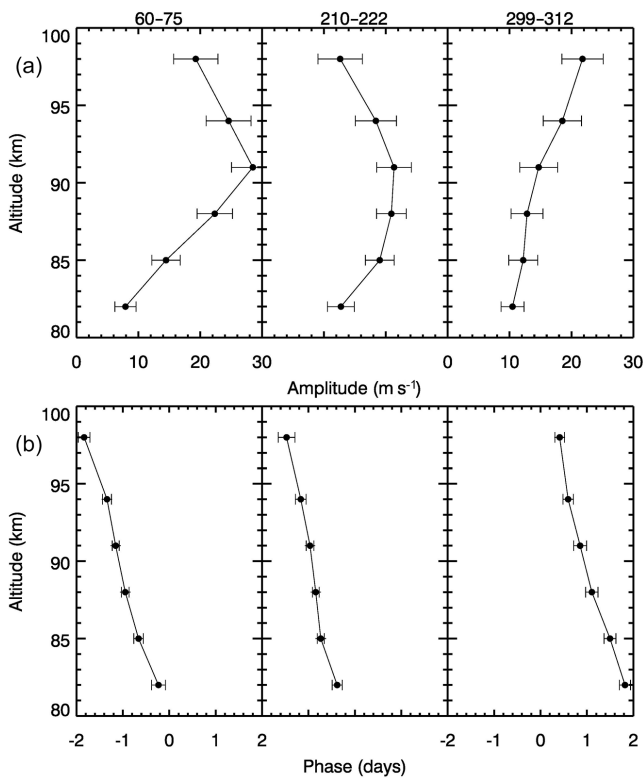 60-75 210-222 299-312
(a)
100
95
90
85
80
Altitude (km)
0 10 20 30 0 10 20 30
Amplitude (m s-1)
(b)
100
95
90
85
80
Altitude (km)
-2 -1 0 1 2 -2 -1 0 1 2
Phase (days)